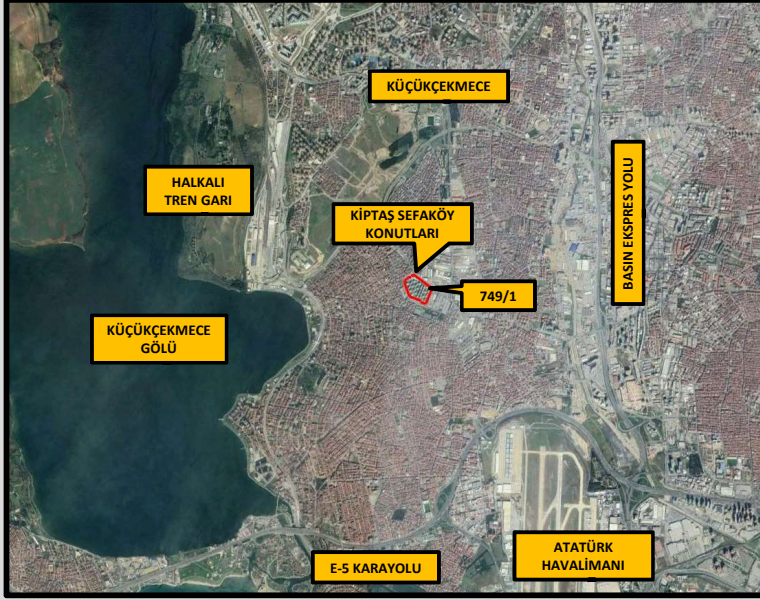 KÜÇÜKÇEKMECE
HALKALI
TREN GARI
BASIN EKSPRES YOLU
KİPTAŞ SEFAKÖY
KONUTLARI
749/1
KÜÇÜKÇEKMECE
GÖLÜ
E-5 KARAYOLU
ATATÜRK
HAVALİMANI